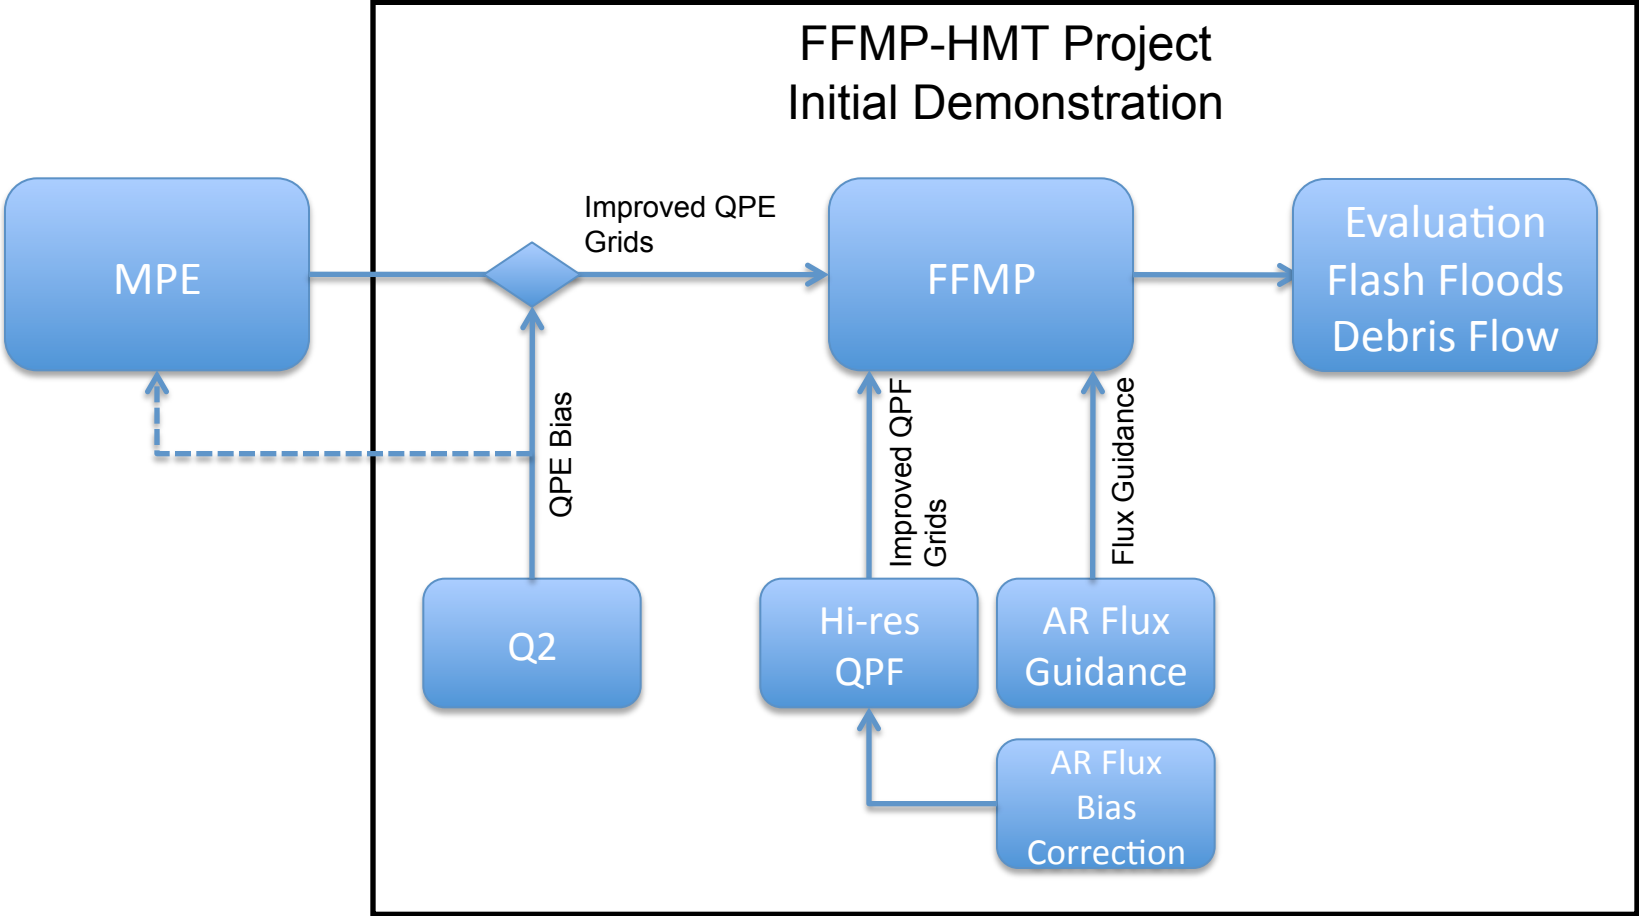 FFMP-HMT Project
Initial Demonstration
MPE
Improved QPE
Grids
FFMP
Evaluation
Flash Floods
Debris Flow
QPE Bias
Improved QPF
Grids
Flux Guidance
Q2
Hi-res
QPF
AR Flux
Guidance
AR Flux
Bias
Correction